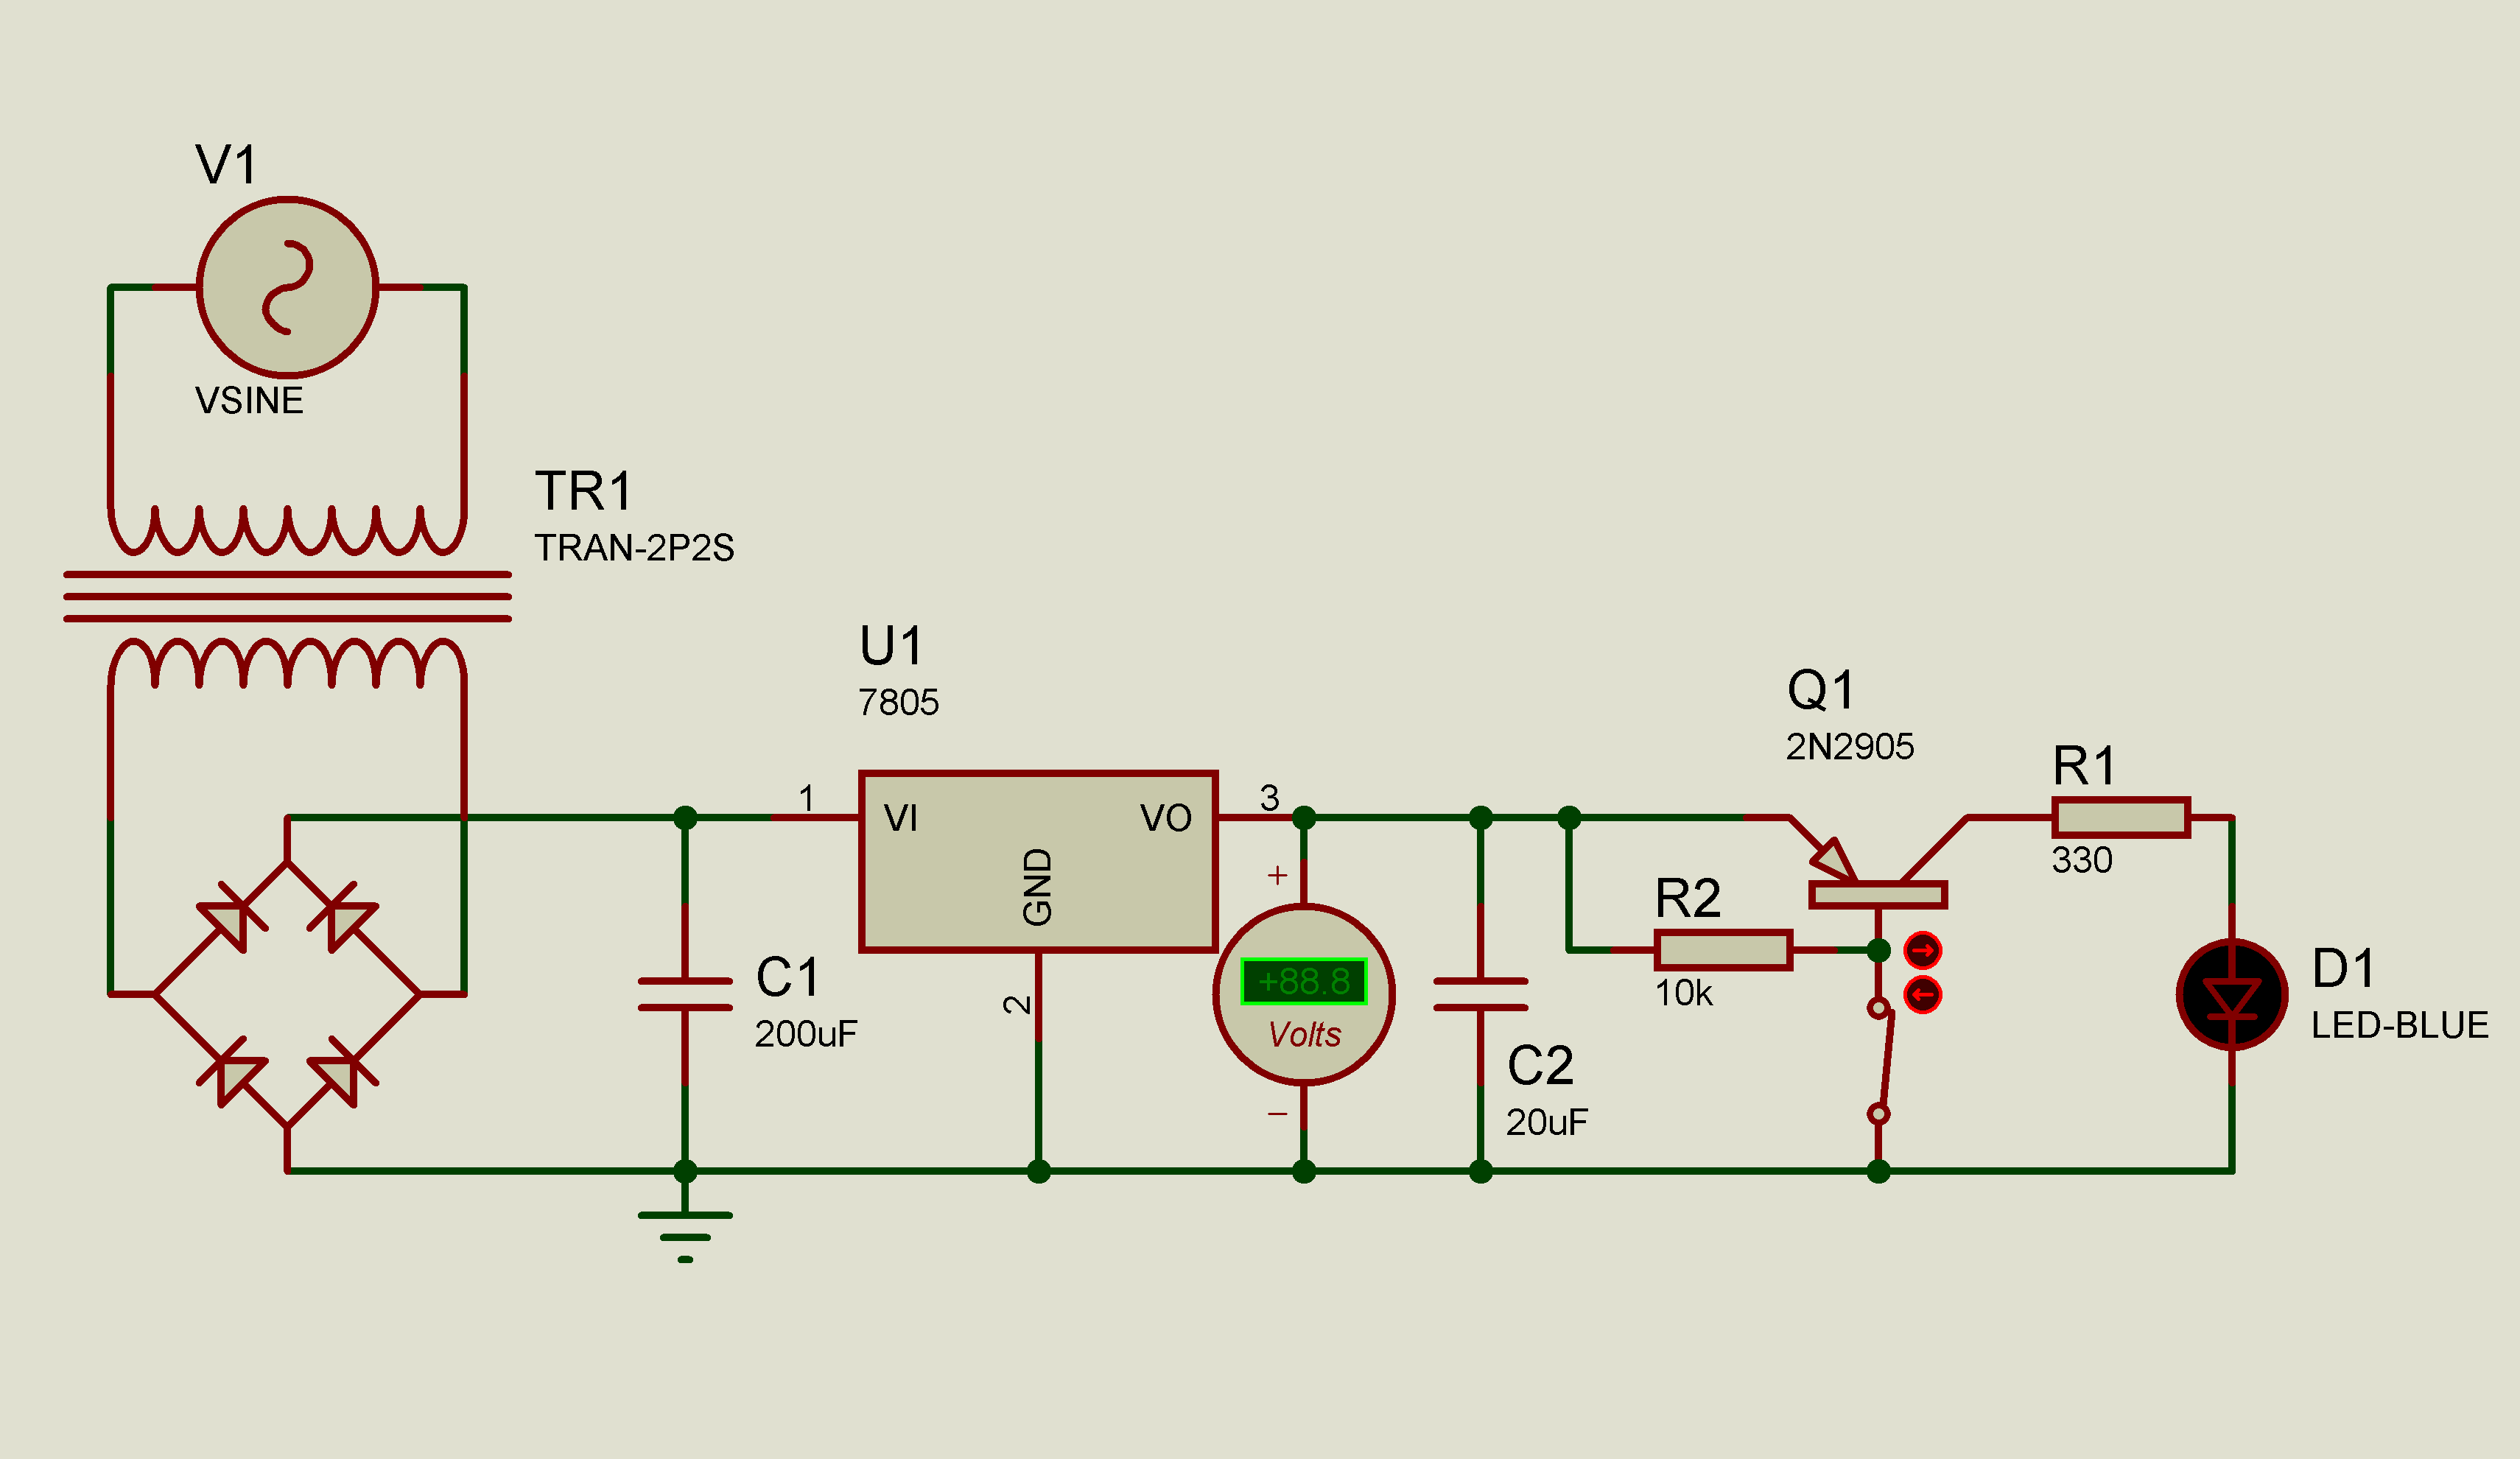 V1
VSINE
TR1
TRAN-2P2S
U1
7805
1
VI
VO
3
GND
2
C1
200uF
+
+88.8
Volts
−
C2
20uF
Q1
2N2905
R2
10k
R1
330
D1
LED-BLUE